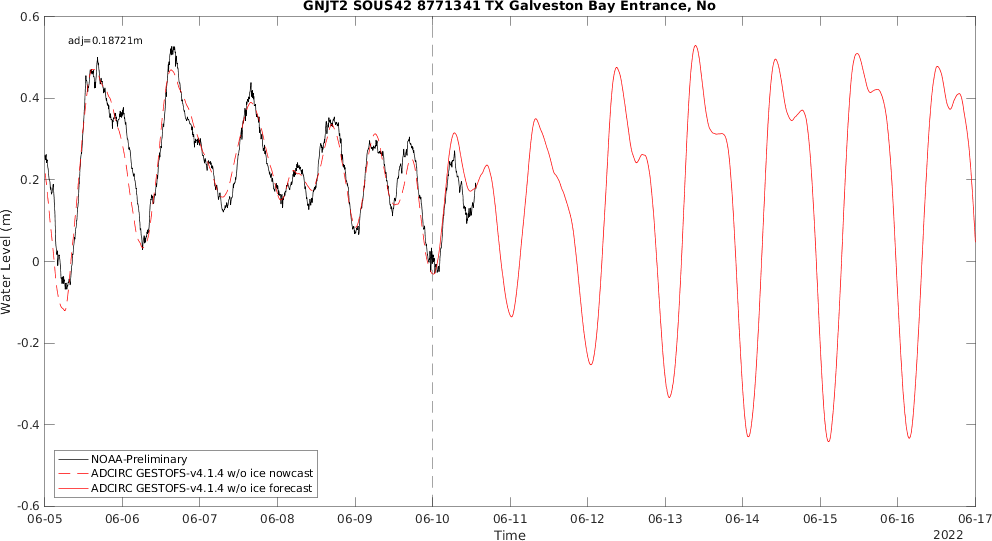 GNJT2 SOUS42 8771341 TX Galveston Bay Entrance, No
adj=0.18721m
0.6
0.4
0.2
0
-0.2
-0.4
-0.6
Water Level (m)
NOAA-Preliminary
ADCIRC GESTOFS-v4.1.4 w/o ice nowcast
ADCIRC GESTOFS-v4.1.4 w/o ice forecast
06-05 06-06 06-07 06-08 06-09 06-10 06-11 06-12 06-13 06-14 06-15 06-16 06-17
Time
2022